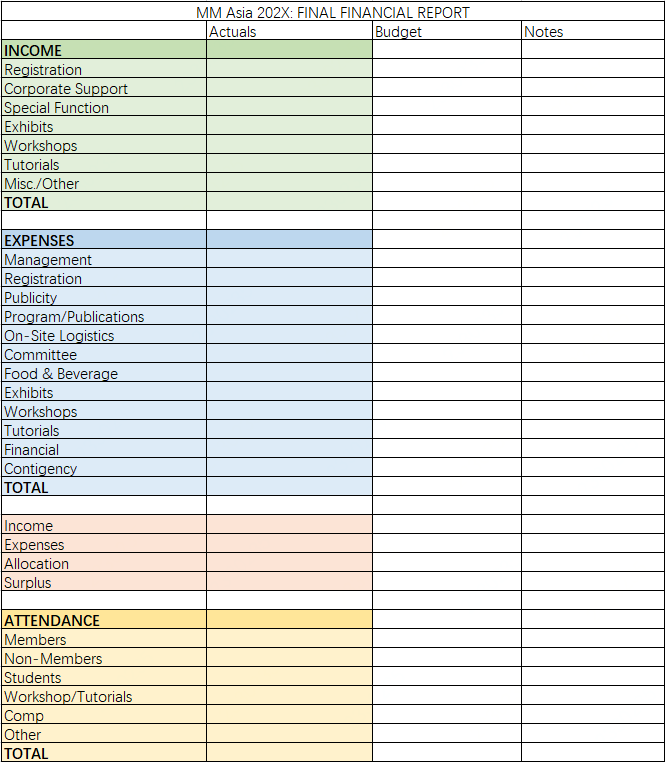 MM Asia 202X: FINAL FINANCIAL REPORT
Actuals Budget Notes
INCOME
Registration
Corporate Support
Special Function
Exhibits
Workshops
Tutorials
Misc./Other
TOTAL
EXPENSES
Management
Registration
Publicity
Program/Publications
On-Site Logistics
Committee
Food & Beverage
Exhibits
Workshops
Tutorials
Financial
Contigency
TOTAL
Income
Expenses
Allocation
Surplus
ATTENDANCE
Members
Non-Members
Students
Workshop/Tutorials
Comp
Other
TOTAL